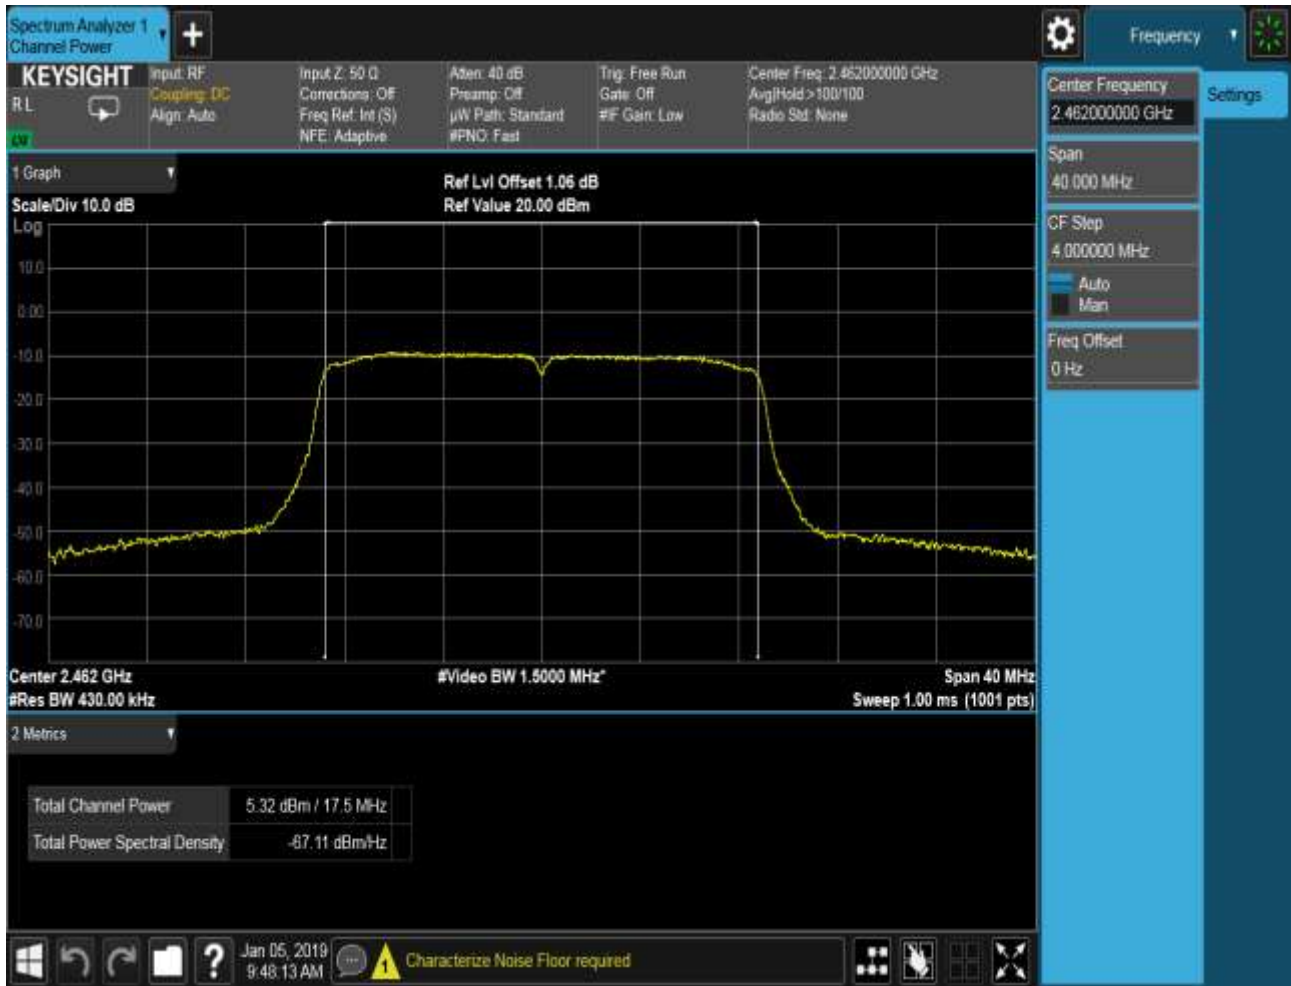 Spectrum Analyzer 1
Channel Power
Frequency
KEYSIGHT
R L
Input: RF
Coupling: DC
Align: Auto
Input Z: 50 Ω
Corrections: Off
Freq Ref: Int (S)
NFE: Adaptive
Atten: 40 dB
Preamp: Off
µW Path: Standard
#PNO: Fast
Trig: Free Run
Gate: Off
#IF Gain: Low
Center Freq: 2.462000000 GHz
Avg|Hold:>100/100
Radio Std: None
Center Frequency
2.462000000 GHz
Settings
Span
40.000 MHz
CF Step
4.000000 MHz
Auto
Man
Freq Offset
0 Hz
1 Graph
Scale/Div 10.0 dB
Ref Lvl Offset 1.06 dB
Ref Value 20.00 dBm
Log
10.0
0.00
-10.0
-20.0
-30.0
-40.0
-50.0
-60.0
-70.0
Center 2.462 GHz
#Video BW 1.5000 MHz*
Span 40 MHz
#Res BW 430.00 kHz
Sweep 1.00 ms (1001 pts)
2 Metrics
Total Channel Power 5.32 dBm / 17.5 MHz
Total Power Spectral Density -67.11 dBm/Hz
?
Jan 05, 2019
9:48:13 AM
1
Characterize Noise Floor required